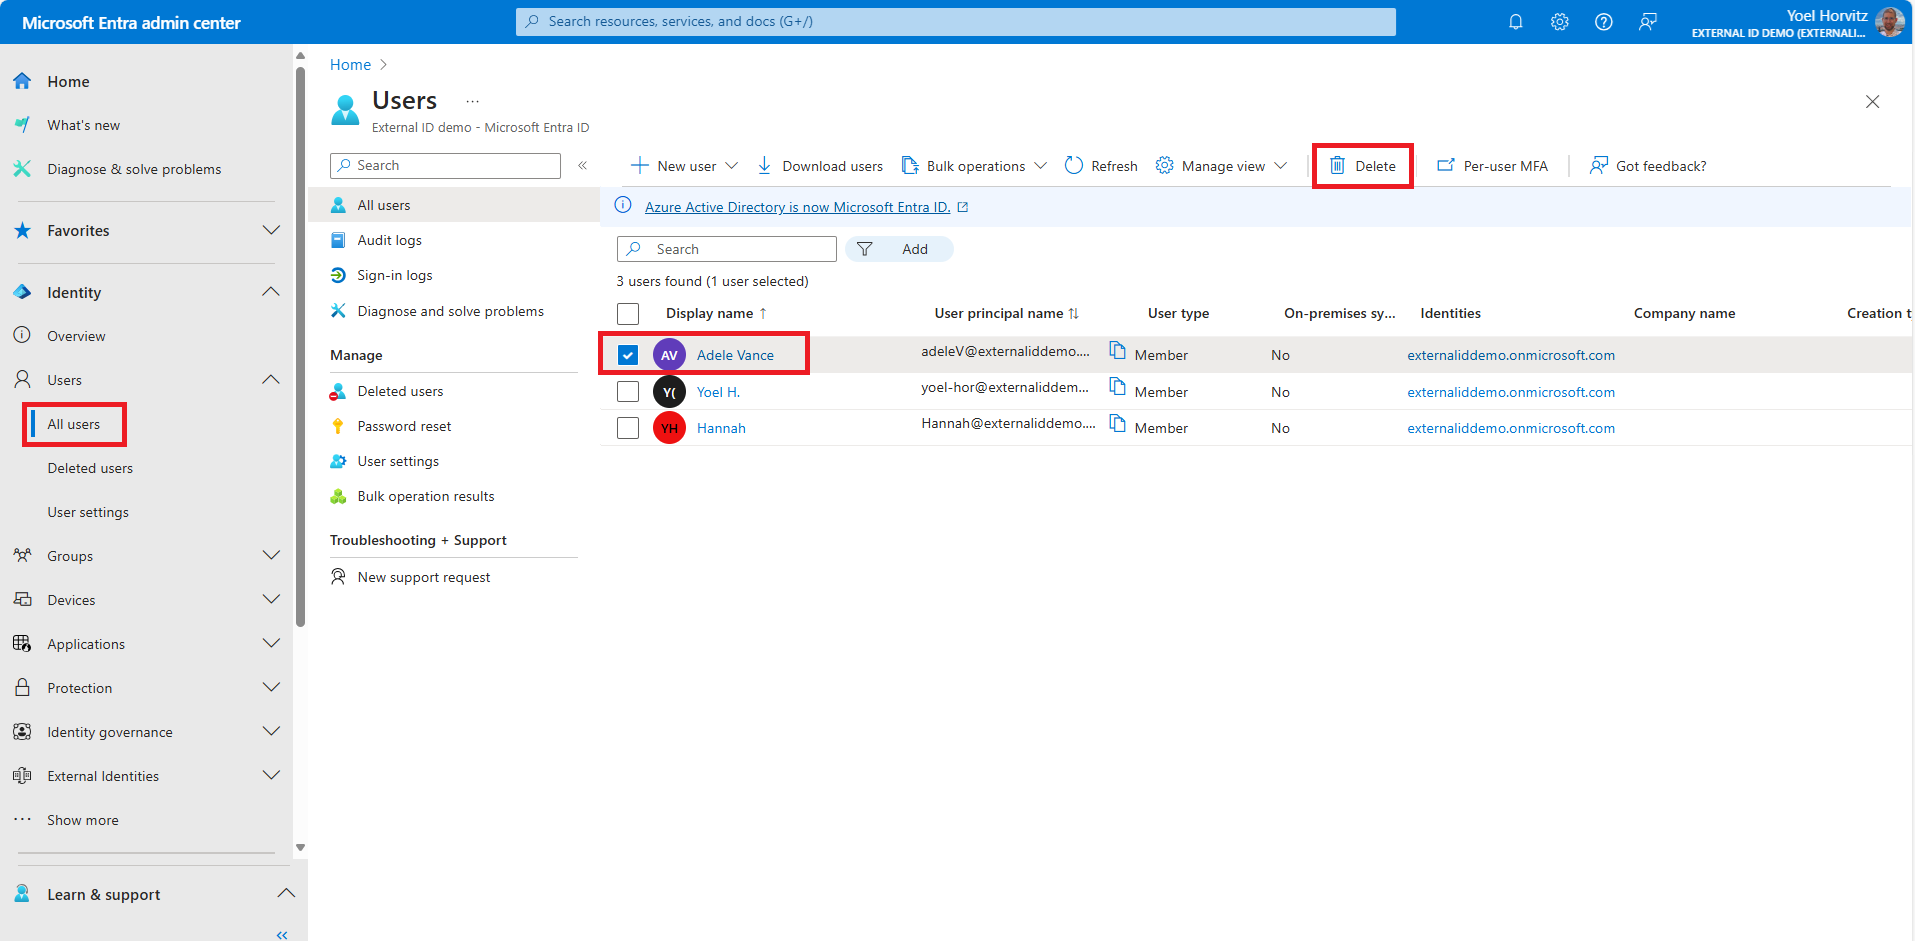 Microsoft Entra admin center
Search resources, services, and docs (G+/)
Yoel Horvitz
EXTERNAL ID DEMO (EXTERNALI...
Home
What's new
Diagnose & solve problems
Favorites
Identity
Overview
Users
All users
Deleted users
User settings
Groups
Devices
Applications
Protection
Identity governance
External Identities
Show more
Learn & support
Home
Users
External ID demo - Microsoft Entra ID
Search
All users
Audit logs
Sign-in logs
Diagnose and solve problems
Manage
Deleted users
Password reset
User settings
Bulk operation results
Troubleshooting + Support
New support request
New user
Download users
Bulk operations
Refresh
Manage view
Delete
Per-user MFA
Got feedback?
Azure Active Directory is now Microsoft Entra ID.
Search
Add
3 users found (1 user selected)
Display name User principal name User type On-premises sy... Identities Company name Creation t
AV Adele Vance adeleV@externaliddemo.... Member No externaliddemo.onmicrosoft.com
Y( Yoel H. yoel-hor@externaliddem... Member No externaliddemo.onmicrosoft.com
YH Hannah Hannah@externaliddemo.... Member No externaliddemo.onmicrosoft.com